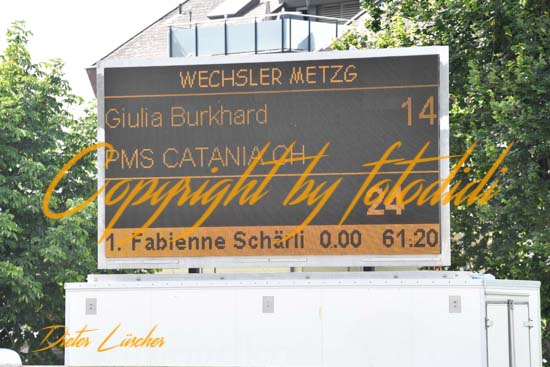 WECHSLER METZG
Giulia Burkhard 14
PMS CATANIA CH
Copyright by fotodidi
24
1. Fabienne Schärli 0.00 61.20
Dieter Lüscher